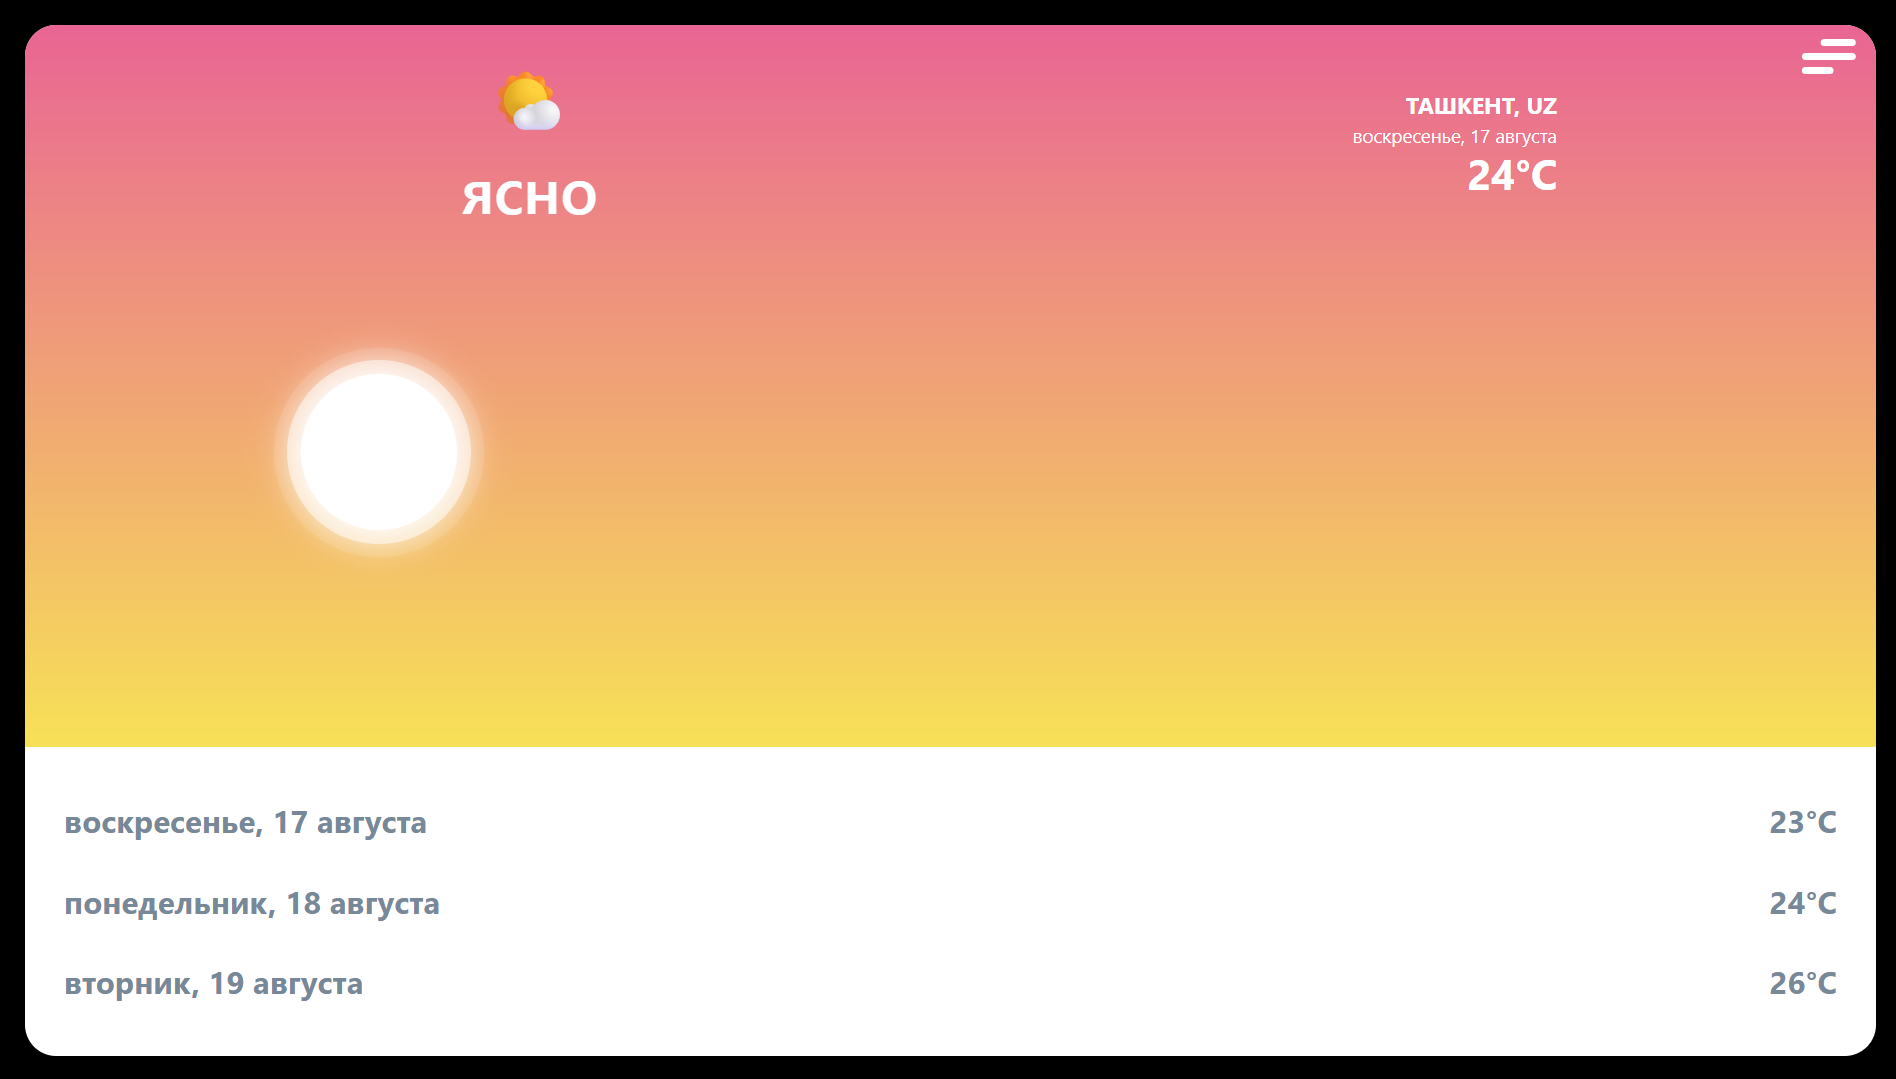 ЯСНО
ТАШКЕНТ, UZ
воскресенье, 17 августа
24°C
воскресенье, 17 августа 23°C
понедельник, 18 августа 24°C
вторник, 19 августа 26°C